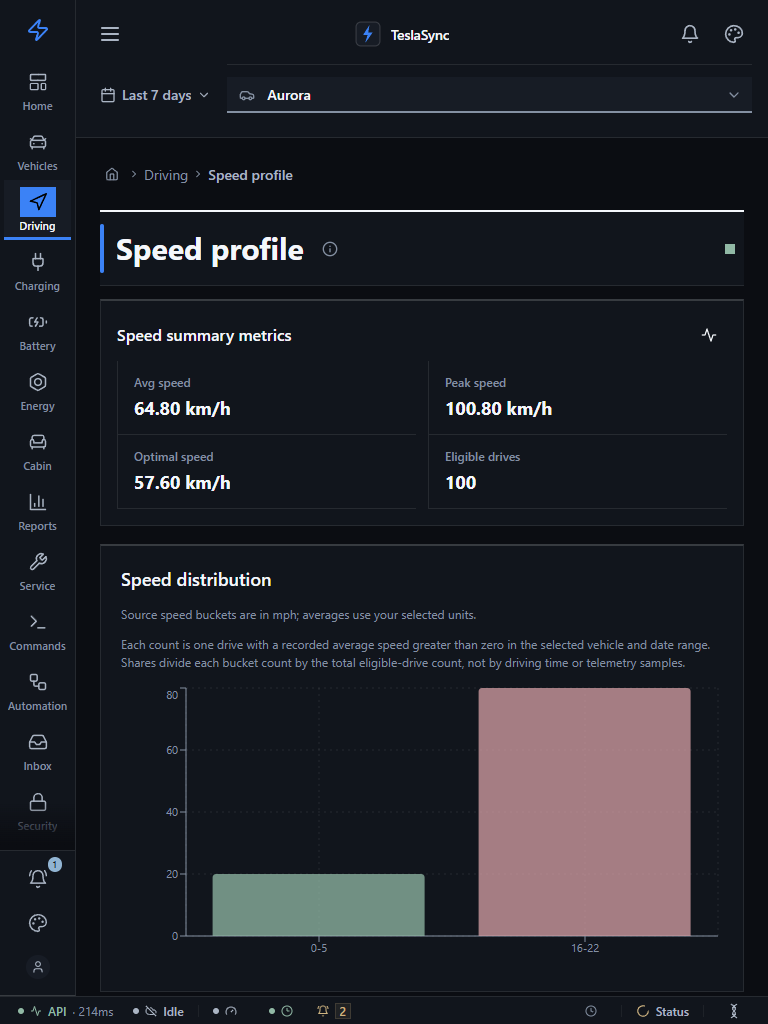 TeslaSync
Last 7 days
Aurora
Home
Vehicles
Driving
Charging
Battery
Energy
Cabin
Reports
Service
Commands
Automation
Inbox
Security
1
Driving
Speed profile
Speed profile
Speed summary metrics
Avg speed
64.80 km/h
Peak speed
100.80 km/h
Optimal speed
57.60 km/h
Eligible drives
100
Speed distribution
Source speed buckets are in mph; averages use your selected units.
Each count is one drive with a recorded average speed greater than zero in the selected vehicle and date range.
Shares divide each bucket count by the total eligible-drive count, not by driving time or telemetry samples.
80
60
40
20
0
0-5
16-22
API · 214ms
Idle
2
Status